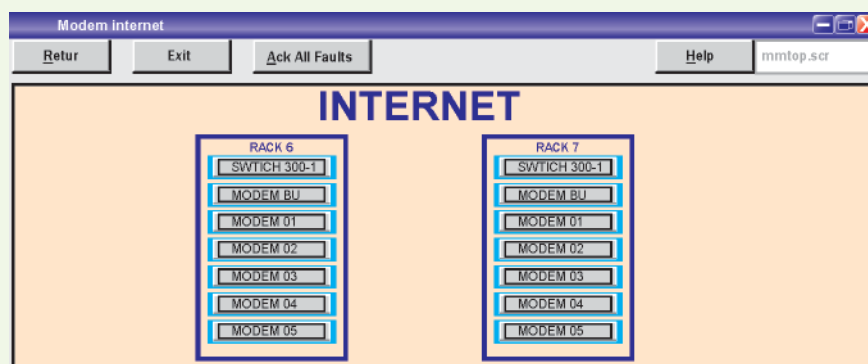 Modem internet
Retur Exit Ack All Faults Help mmtop.scr
INTERNET
RACK 6
SWTICH 300-1
MODEM BU
MODEM 01
MODEM 02
MODEM 03
MODEM 04
MODEM 05
RACK 7
SWTICH 300-1
MODEM BU
MODEM 01
MODEM 02
MODEM 03
MODEM 04
MODEM 05